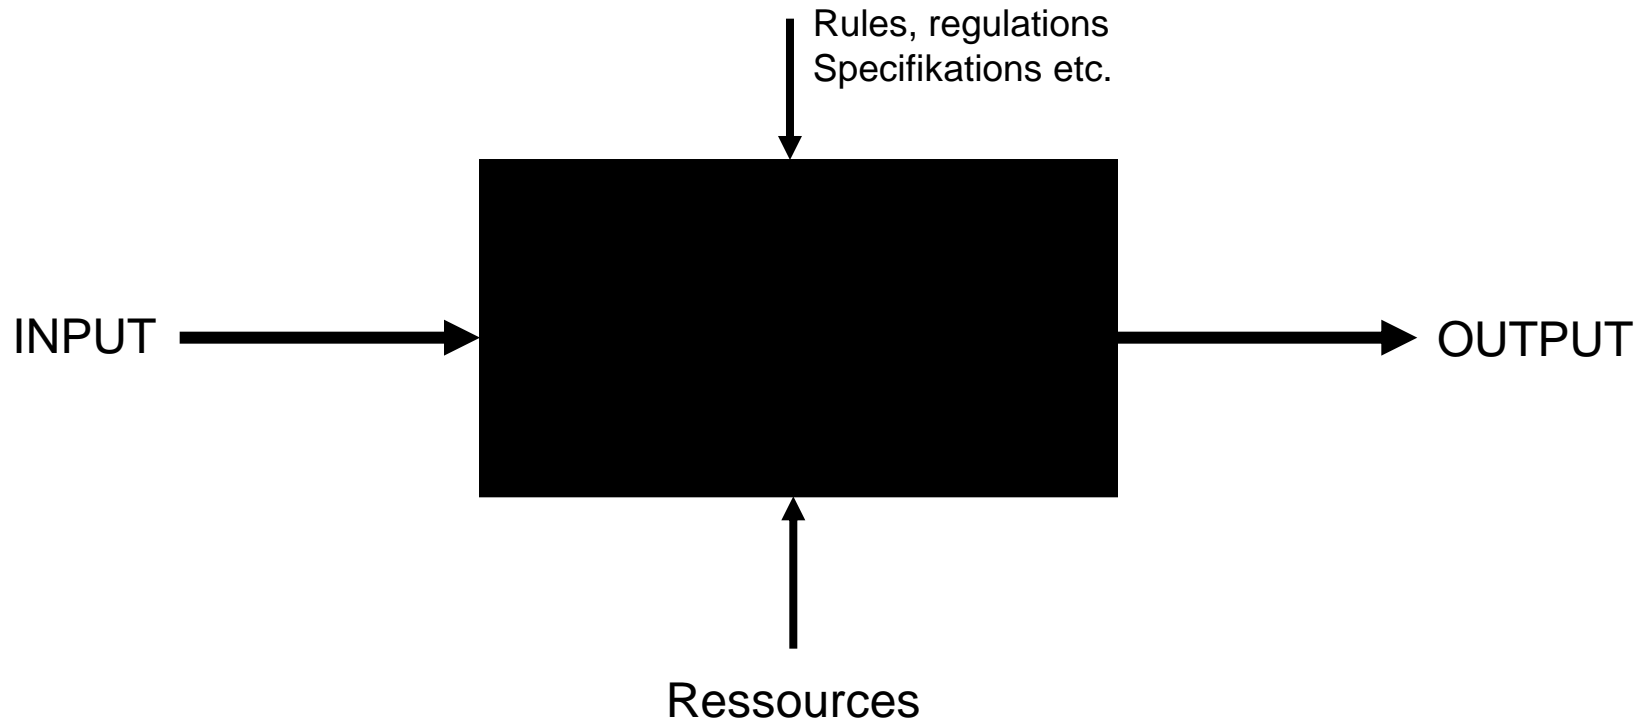 Rules, regulations
Specifikations etc.
INPUT
OUTPUT
Ressources